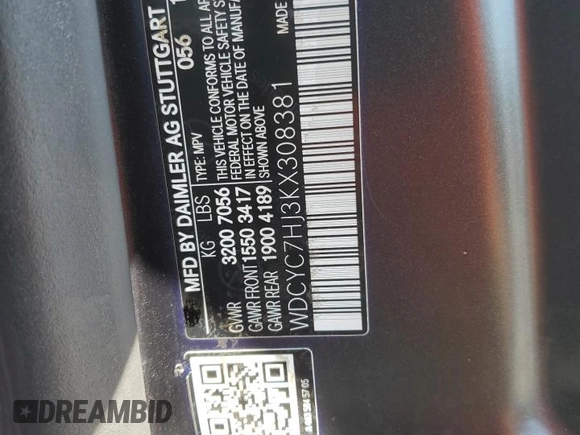 MFD BY DAIMLER AG STUTTGART
056
KG LBS TYPE: MPV
GVWR 3200 7056
GAWR FRONT 1550 3417
GAWR REAR 1900 4189
THIS VEHICLE CONFORMS TO ALL
FEDERAL MOTOR VEHICLE SAFETY
IN EFFECT ON THE DATE OF MANUFA
SHOWN ABOVE
MADE
WDCYC7HJ3KX308381
DREAMBID